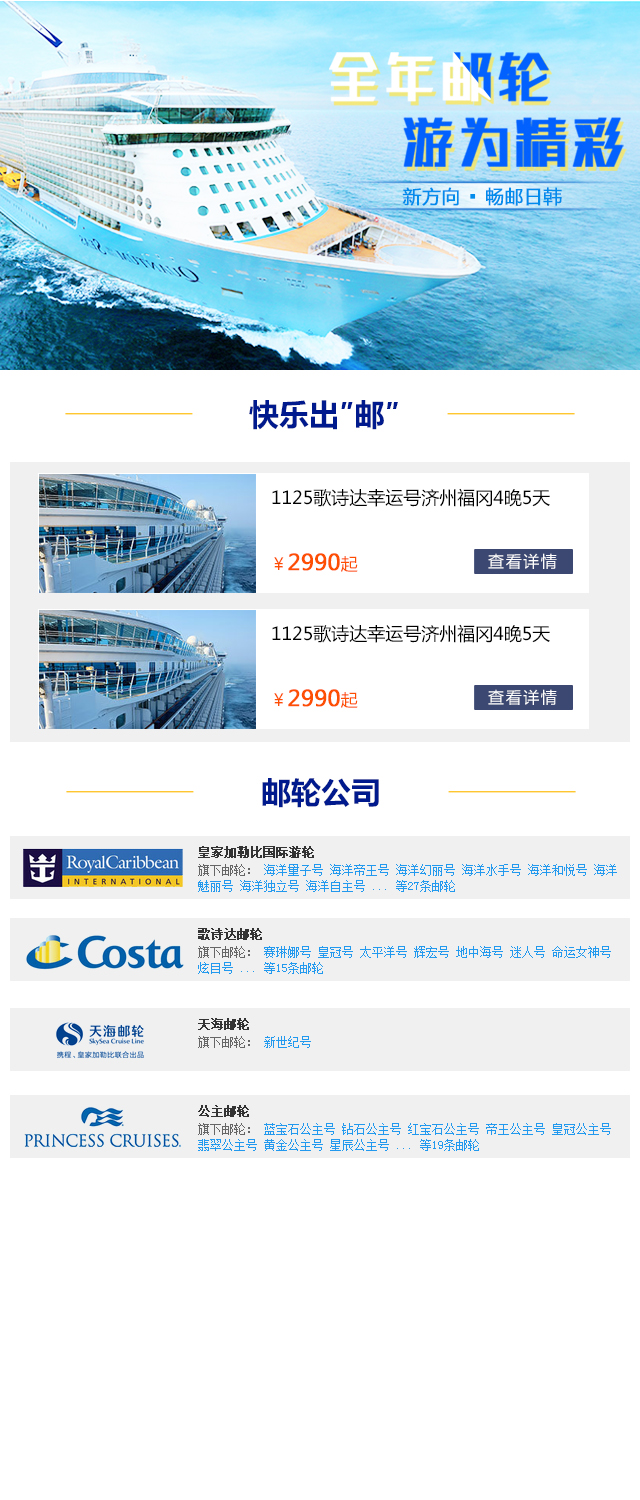 全年邮轮
游为精彩
新方向·畅邮日韩
QUANTUM
快乐出"邮"
1125歌诗达幸运号济州福冈4晚5天
¥2990起
查看详情
1125歌诗达幸运号济州福冈4晚5天
¥2990起
查看详情
邮轮公司
RoyalCaribbean
INTERNATIONAL
皇家加勒比国际游轮
旗下邮轮: 海洋量子号 海洋帝王号 海洋幻丽号 海洋水手号 海洋和悦号 海洋
魅丽号 海洋独立号 海洋自主号 ... 等27条邮轮
Costa
歌诗达邮轮
旗下邮轮: 赛琳娜号 皇冠号 太平洋号 辉宏号 地中海号 迷人号 命运女神号
炫目号 ... 等15条邮轮
天海邮轮
SkySea Cruise Line
携程、皇家加勒比联合出品
天海邮轮
旗下邮轮: 新世纪号
PRINCESS CRUISES.
公主邮轮
旗下邮轮: 蓝宝石公主号 钻石公主号 红宝石公主号 帝王公主号 皇冠公主号
翡翠公主号 黄金公主号 星辰公主号 ... 等19条邮轮